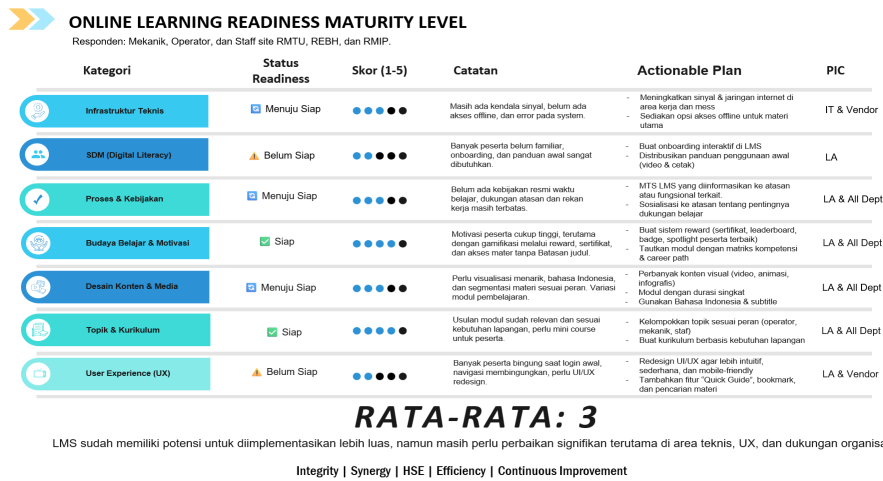 ONLINE LEARNING READINESS MATURITY LEVEL
Responden: Mekanik, Operator, dan Staff site RMTU, REBH, dan RMIP.
Kategori
Status
Readiness
Skor (1-5)
Catatan
Actionable Plan
PIC
Infrastruktur Teknis
Menuju Siap
Masih ada kendala sinyal, belum ada
akses offline, dan error pada system.
- Meningkatkan sinyal & jaringan internet di
area kerja dan mess
- Sediakan opsi akses offline untuk materi
utama
IT & Vendor
SDM (Digital Literacy)
Belum Siap
Banyak peserta belum familiar,
onboarding, dan panduan awal sangat
dibutuhkan.
- Buat onboarding interaktif di LMS
- Distribusikan panduan penggunaan awal
(video & cetak)
LA
Proses & Kebijakan
Menuju Siap
Belum ada kebijakan resmi waktu
belajar, dukungan atasan dan rekan
kerja masih terbatas.
- MTS LMS yang diinformasikan ke atasan
atau fungsional terkait.
- Sosialisasi ke atasan tentang pentingnya
dukungan belajar
LA & All Dept
Budaya Belajar & Motivasi
Siap
Motivasi peserta cukup tinggi, terutama
dengan gamifikasi melalui reward, sertifikat,
dan akses mater tanpa Batasan judul.
- Buat sistem reward (sertifikat, leaderboard,
badge, spotlight peserta terbaik)
- Tautkan modul dengan matriks kompetensi
& career path
LA & All Dept
Desain Konten & Media
Menuju Siap
Perlu visualisasi menarik, bahasa Indonesia,
dan segmentasi materi sesuai peran. Variasi
modul pembelajaran.
- Perbanyak konten visual (video, animasi,
infografis)
- Modul dengan durasi singkat
- Gunakan Bahasa Indonesia & subtitle
LA & All Dept
Topik & Kurikulum
Siap
Usulan modul sudah relevan dan sesuai
kebutuhan lapangan, perlu mini course
untuk peserta.
- Kelompokkan topik sesuai peran (operator,
mekanik, staf)
- Buat kurikulum berbasis kebutuhan lapangan
LA & All Dept
User Experience (UX)
Belum Siap
Banyak peserta bingung saat login awal,
navigasi membingungkan, perlu UI/UX
redesign.
- Redesign UI/UX agar lebih intuitif,
sederhana, dan mobile-friendly
- Tambahkan fitur "Quick Guide", bookmark,
dan pencarian materi
LA & Vendor
RATA-RATA: 3
LMS sudah memiliki potensi untuk diimplementasikan lebih luas, namun masih perlu perbaikan signifikan terutama di area teknis, UX, dan dukungan organisa
Integrity | Synergy | HSE | Efficiency | Continuous Improvement